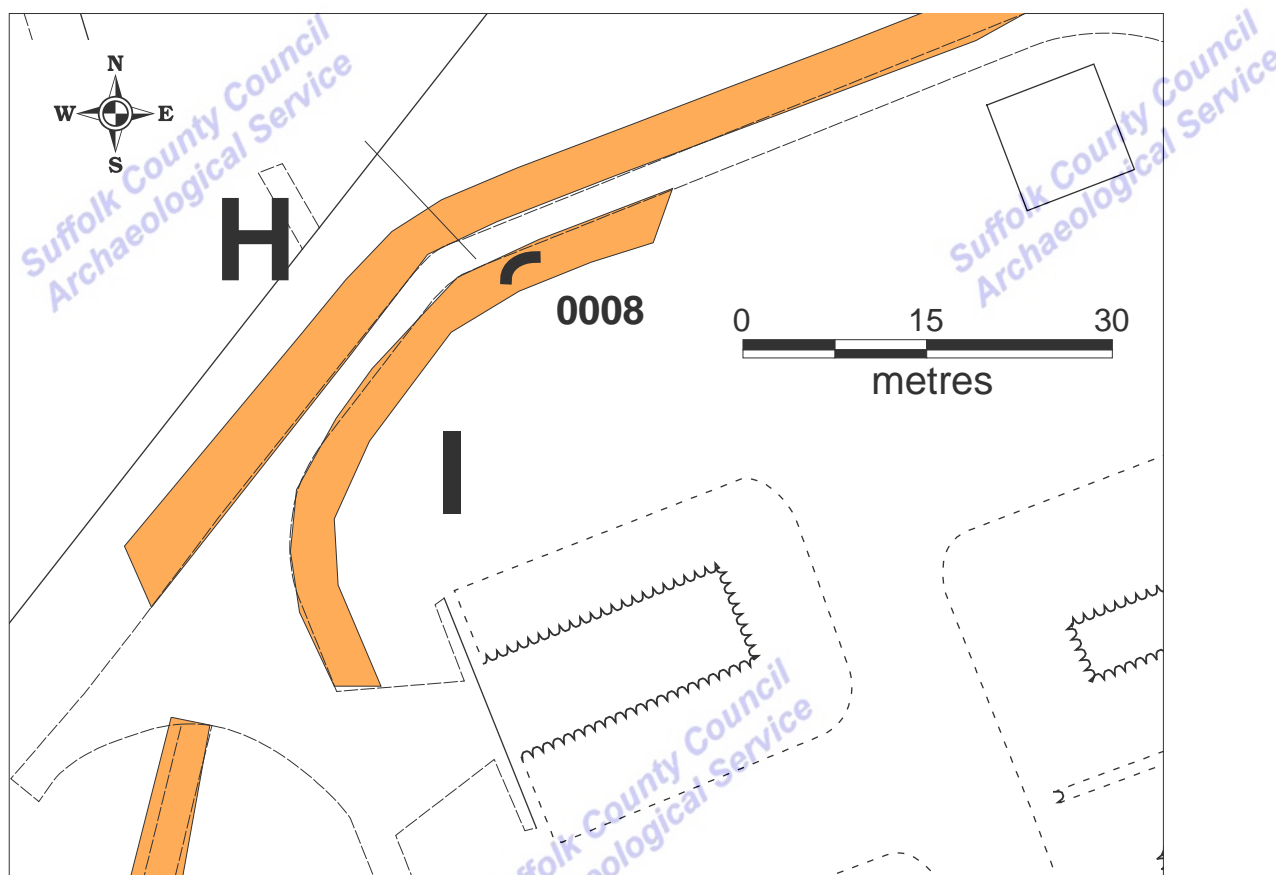 Suffolk County Council
Archaeological Service
N
W E
S
H
Suffolk County Council
Archaeological Service
0008
0 15 30
metres
I
Suffolk County Council
Archaeological Service